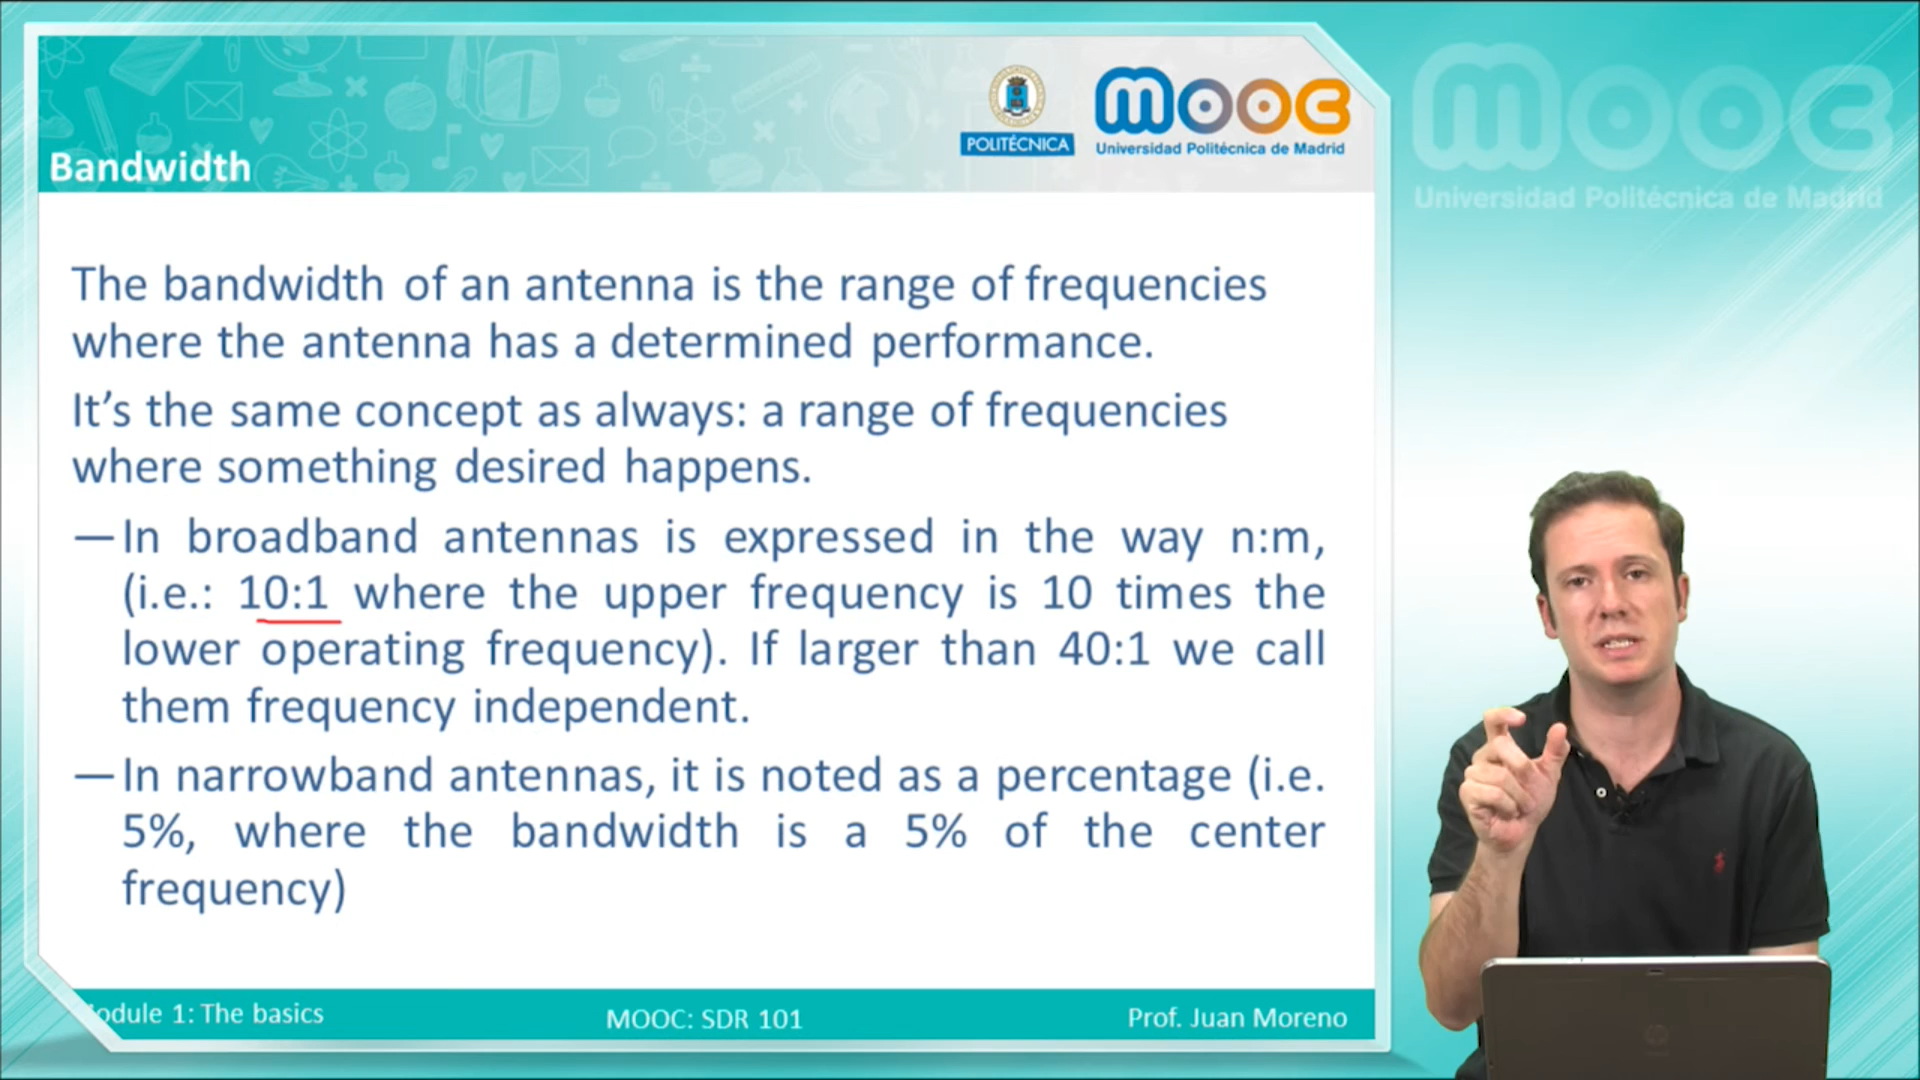 POLITÉCNICA
mooc
Universidad Politécnica de Madrid
mooc
Universidad Politécnica de Madrid
Bandwidth
The bandwidth of an antenna is the range of frequencies
where the antenna has a determined performance.
It’s the same concept as always: a range of frequencies
where something desired happens.
—In broadband antennas is expressed in the way n:m,
(i.e.: 10:1 where the upper frequency is 10 times the
lower operating frequency). If larger than 40:1 we call
them frequency independent.
—In narrowband antennas, it is noted as a percentage (i.e.
5%, where the bandwidth is a 5% of the center
frequency)
odule 1: The basics
MOOC: SDR 101
Prof. Juan Moreno